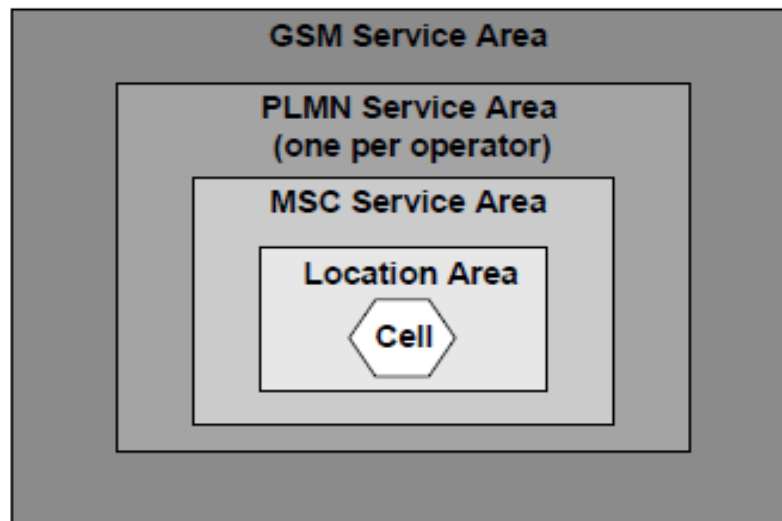 GSM Service Area
PLMN Service Area
(one per operator)
MSC Service Area
Location Area
Cell